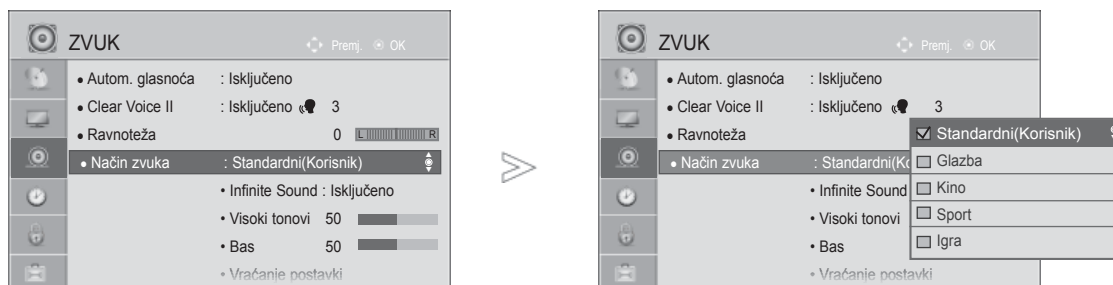 ZVUK
Premj. OK
• Autom. glasnoća : Isključeno
• Clear Voice II : Isključeno 3
• Ravnoteža 0 L R
• Način zvuka : Standardni(Korisnik)
• Infinite Sound : Isključeno
• Visoki tonovi 50
• Bas 50
• Vraćanje postavki
ZVUK
Premj. OK
• Autom. glasnoća : Isključeno
• Clear Voice II : Isključeno 3
• Ravnoteža
• Način zvuka : Standardni(Ko
• Infinite Sound
• Visoki tonovi
• Bas
• Vraćanje postavki
Standardni(Korisnik)
Glazba
Kino
Sport
Igra